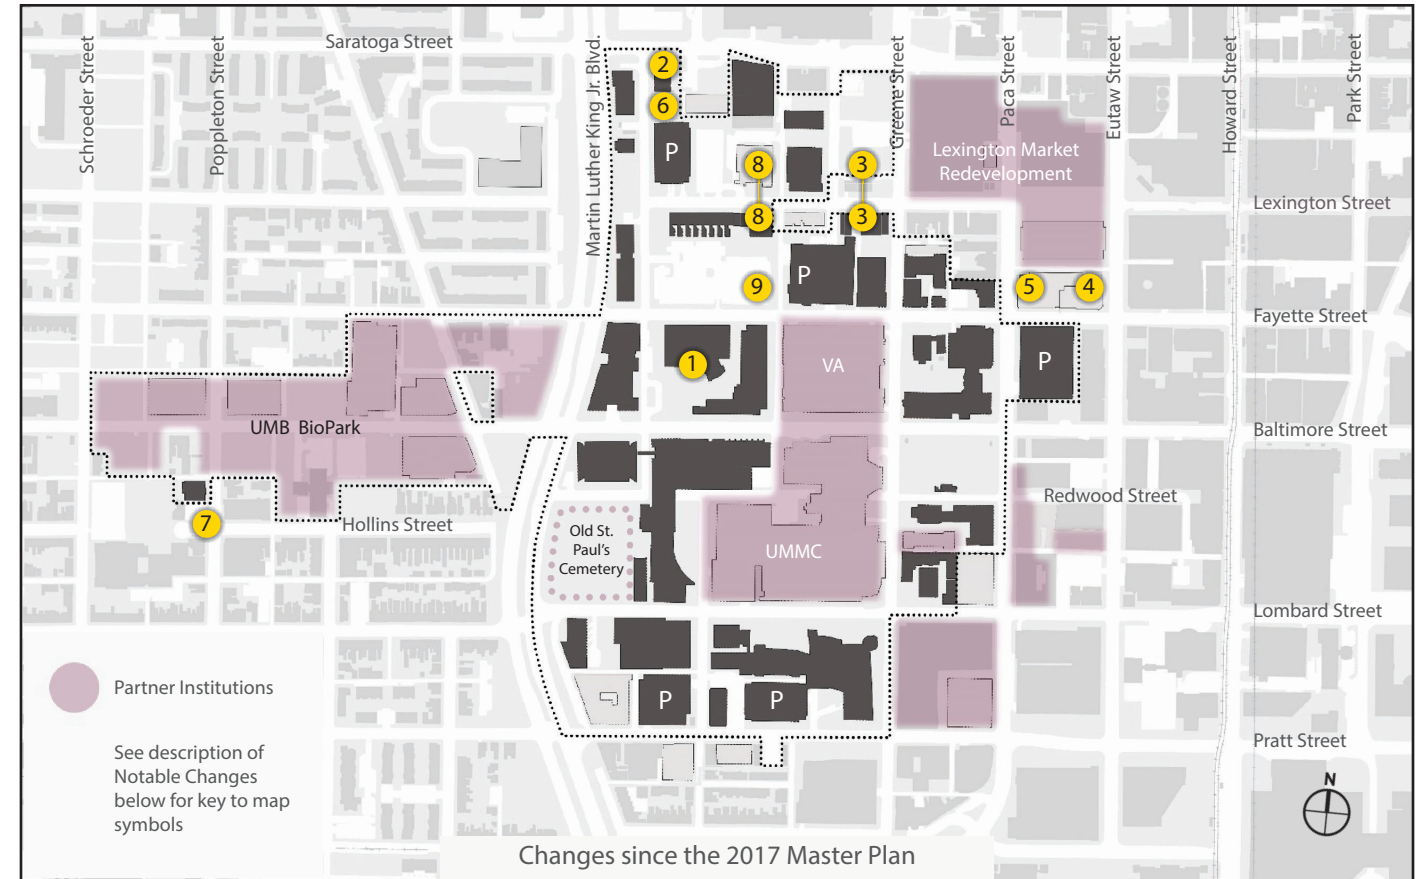 Saratoga Street
Schroeder Street
Poppleton Street
Martin Luther King Jr. Blvd.
Greene Street
Paca Street
Eutaw Street
Howard Street
Park Street
2
6
P
8
3
Lexington Market
Redevelopment
Lexington Street
8
3
P
9
5
4
Fayette Street
1
VA
P
UMB BioPark
Baltimore Street
Redwood Street
7
Hollins Street
Old St.
Paul's
Cemetery
UMMC
Lombard Street
Partner Institutions
P
P
Pratt Street
See description of
Notable Changes
below for key to map
symbols
N
Changes since the 2017 Master Plan